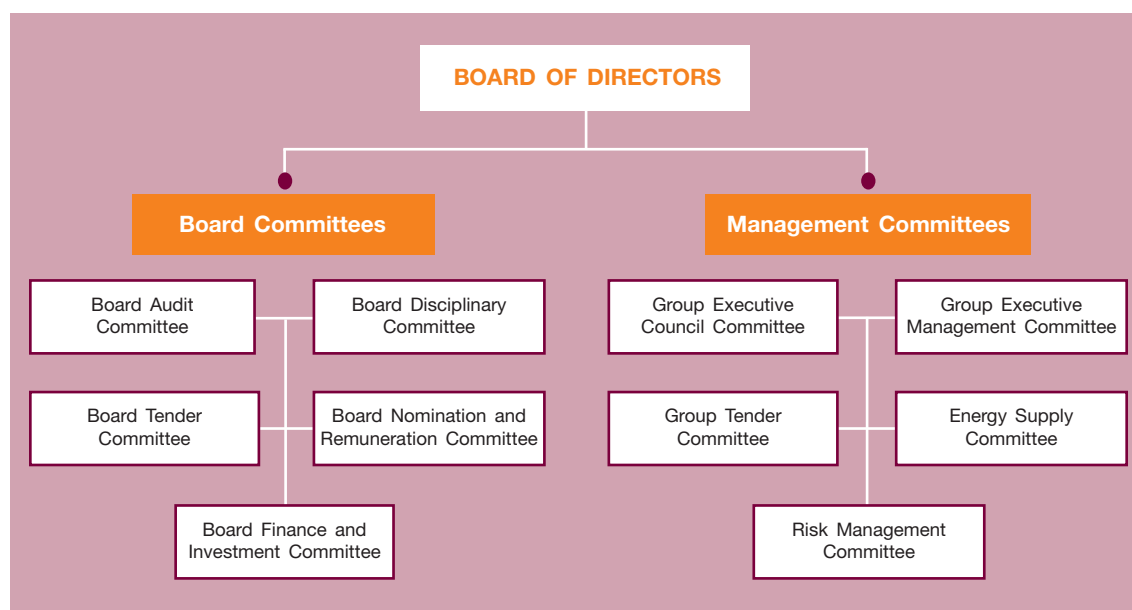 BOARD OF DIRECTORS
Board Committees
Management Committees
Board Audit
Committee
Board Disciplinary
Committee
Group Executive
Council Committee
Group Executive
Management Committee
Board Tender
Committee
Board Nomination and
Remuneration Committee
Group Tender
Committee
Energy Supply
Committee
Board Finance and
Investment Committee
Risk Management
Committee